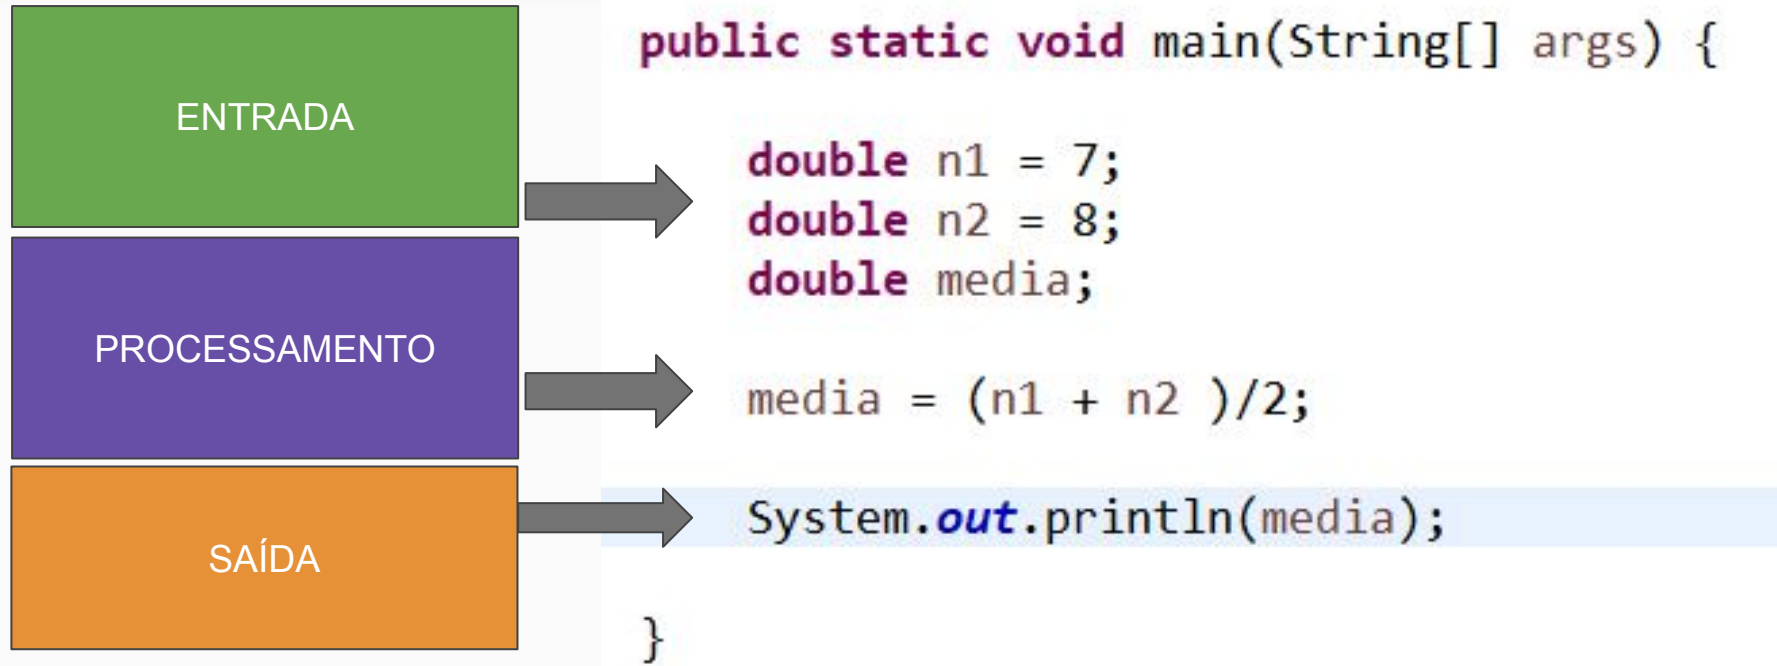 ENTRADA
PROCESSAMENTO
SAÍDA
public static void main(String[] args) {
double n1 = 7;
double n2 = 8;
double media;
media = (n1 + n2 )/2;
System.out.println(media);
}